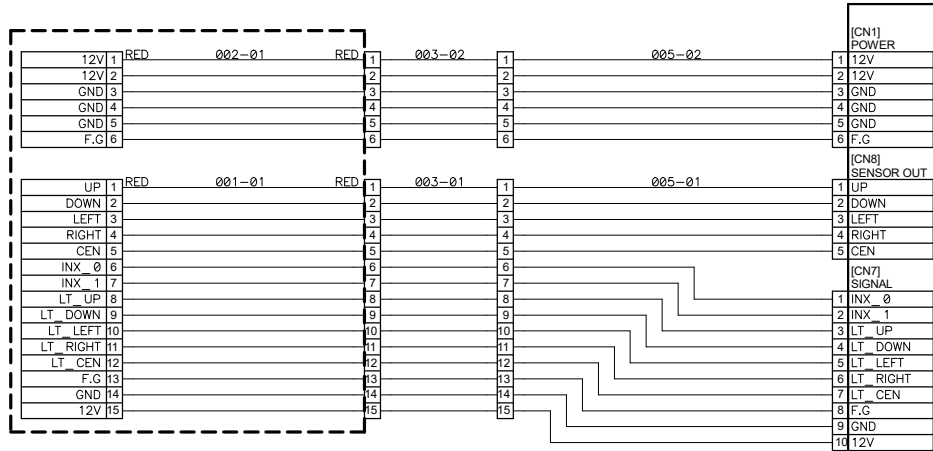 [CN1]
POWER
12V 1 RED 002-01 RED 1 003-02 1 005-02 1 12V
12V 2 2 2 2 12V
GND 3 3 3 3 GND
GND 4 4 4 4 GND
GND 5 5 5 5 GND
F.G 6 6 6 6 F.G
[CN8]
SENSOR OUT
UP 1 RED 001-01 RED 1 003-01 1 005-01 1 UP
DOWN 2 2 2 2 DOWN
LEFT 3 3 3 3 LEFT
RIGHT 4 4 4 4 RIGHT
CEN 5 5 5 5 CEN
INX_0 6 6 6
[CN7]
INX_1 7 7 7 SIGNAL
LT_UP 8 8 8 1 INX_0
LT_DOWN 9 9 9 2 INX_1
LT_LEFT 10 10 10 3 LT_UP
LT_RIGHT 11 11 11 4 LT_DOWN
LT_CEN 12 12 12 5 LT_LEFT
F.G 13 13 13 6 LT_RIGHT
GND 14 14 14 7 LT_CEN
12V 15 15 15 8 F.G
9 GND
10 12V